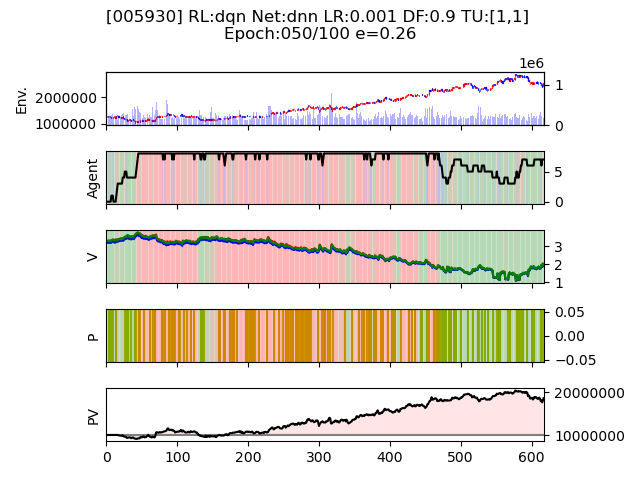 [005930] RL:dqn Net:dnn LR:0.001 DF:0.9 TU:[1,1]
Epoch:050/100 e=0.26
1e6
Env.
2000000
1000000
1
0
Agent
5
0
V
3
2
1
P
0.05
0.00
−0.05
PV
20000000
10000000
0 100 200 300 400 500 600